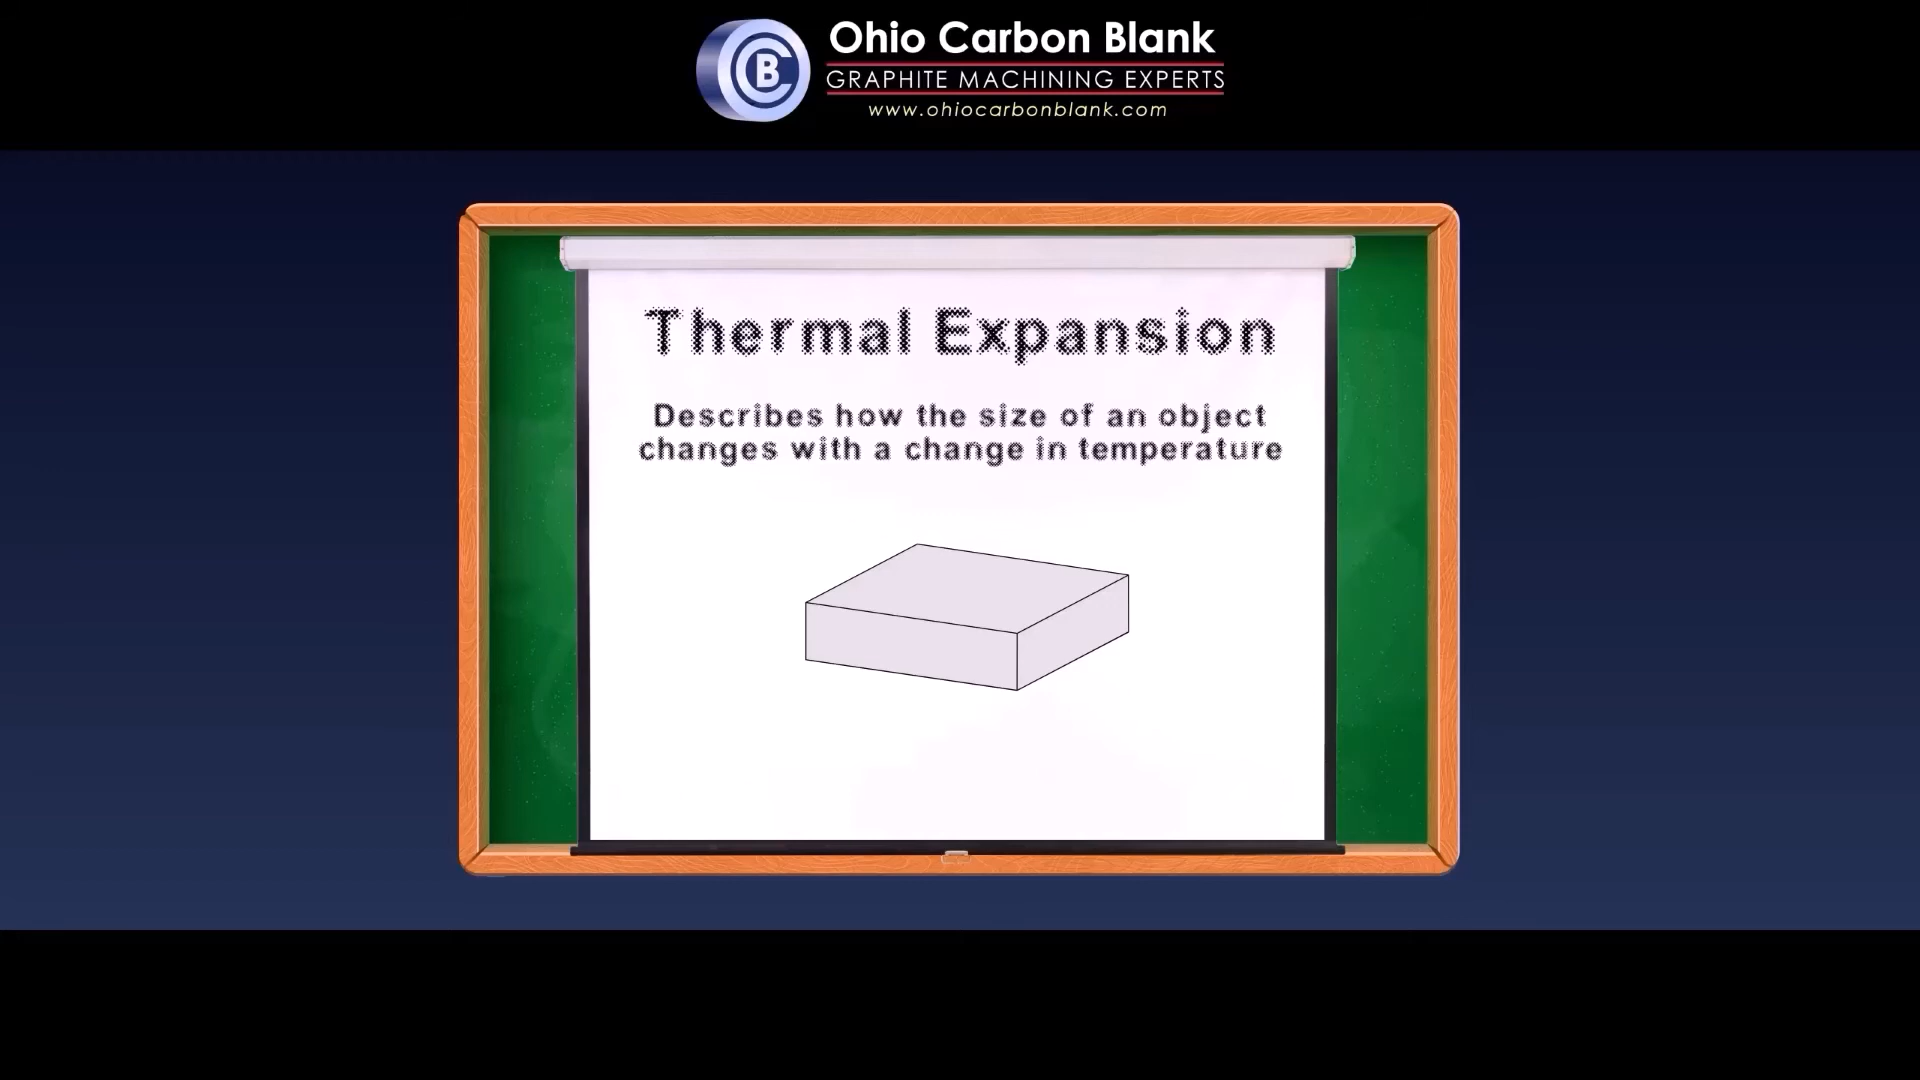 Ohio Carbon Blank
GRAPHITE MACHINING EXPERTS
www.ohiocarbonblank.com
CB
Thermal Expansion
Describes how the size of an object
changes with a change in temperature